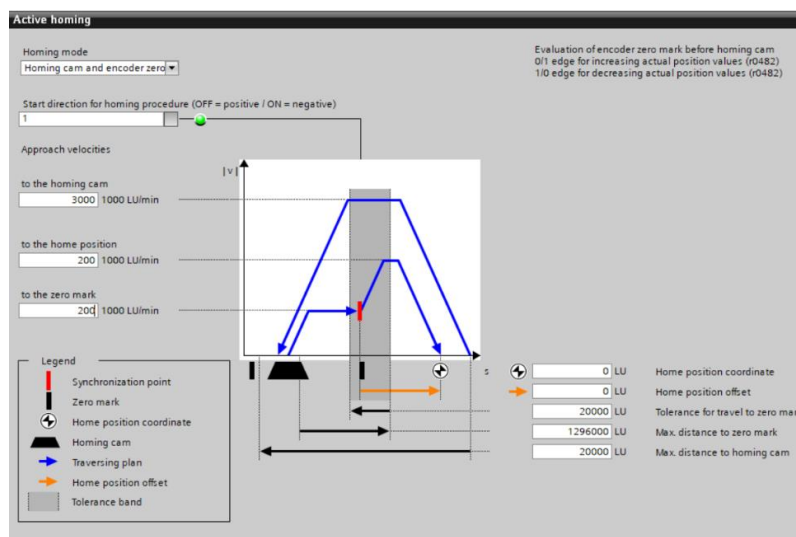 Active homing
Homing mode
Homing cam and encoder zero
Evaluation of encoder zero mark before homing cam
0/1 edge for increasing actual position values (r0482)
1/0 edge for decreasing actual position values (r0482)
Start direction for homing procedure (OFF = positive / ON = negative)
1
Approach velocities
|v|
to the homing cam
3000 1000 LU/min
to the home position
200 1000 LU/min
to the zero mark
200 1000 LU/min
s
Legend
Synchronization point
Zero mark
Home position coordinate
Homing cam
Traversing plan
Home position offset
Tolerance band
0 LU Home position coordinate
0 LU Home position offset
20000 LU Tolerance for travel to zero mar
1296000 LU Max. distance to zero mark
20000 LU Max. distance to homing cam